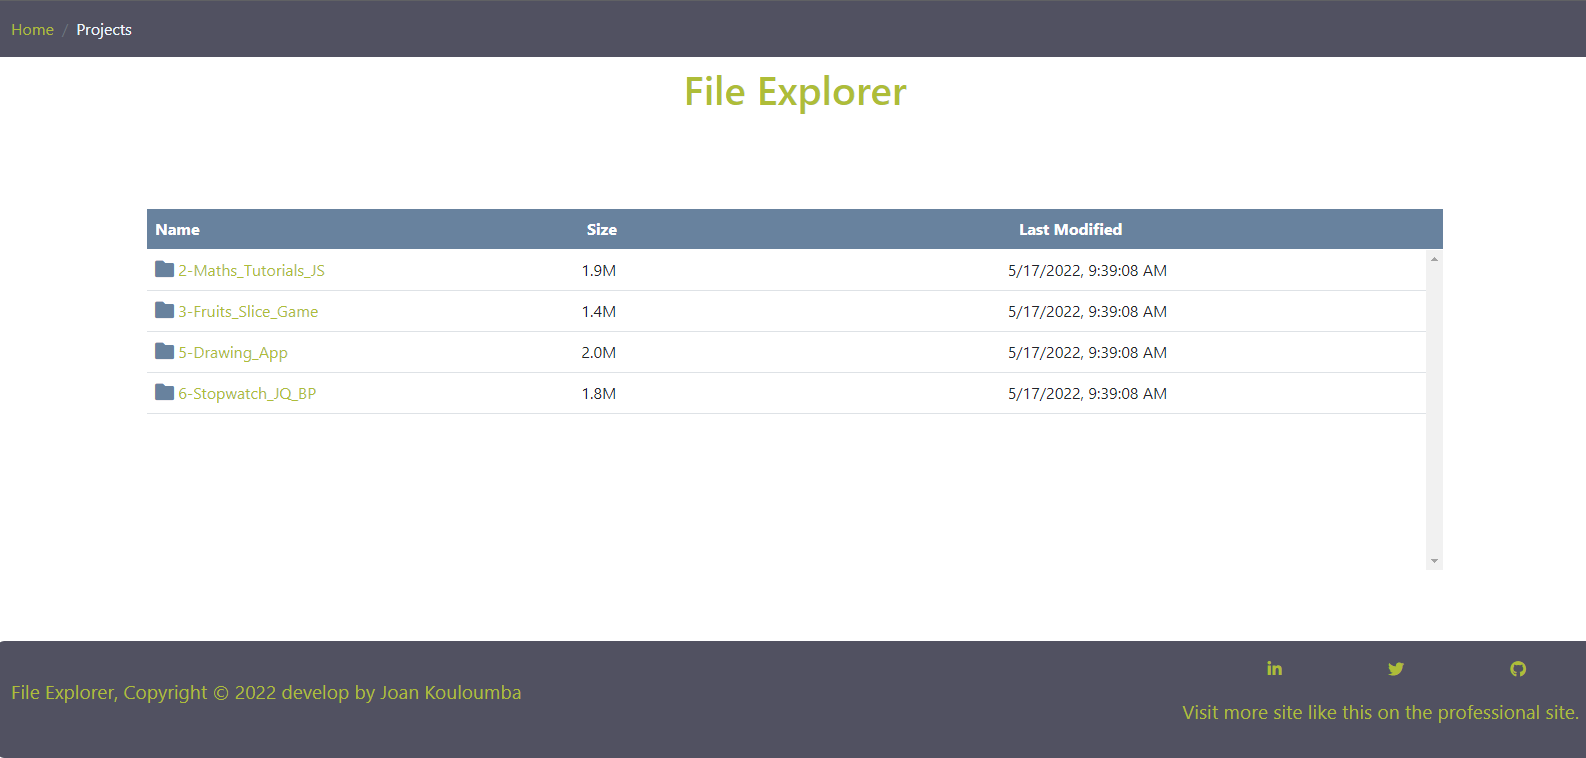 Home / Projects
File Explorer
Name Size Last Modified
2-Maths_Tutorials_JS 1.9M 5/17/2022, 9:39:08 AM
3-Fruits_Slice_Game 1.4M 5/17/2022, 9:39:08 AM
5-Drawing_App 2.0M 5/17/2022, 9:39:08 AM
6-Stopwatch_JQ_BP 1.8M 5/17/2022, 9:39:08 AM
File Explorer, Copyright © 2022 develop by Joan Kouloumba
in
Visit more site like this on the professional site.